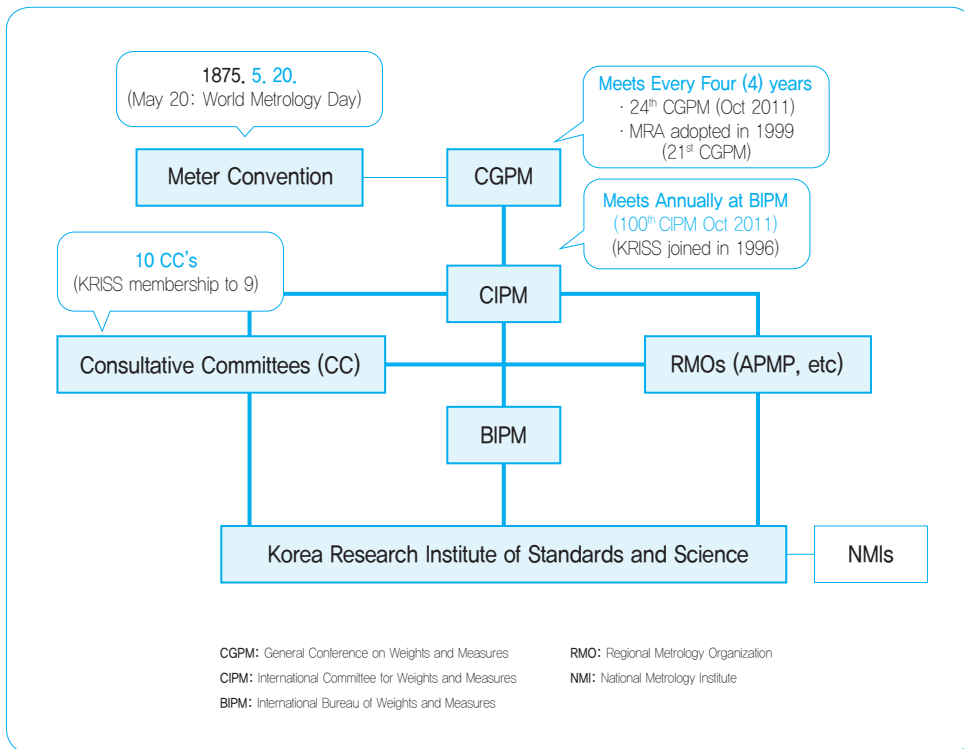 1875. 5. 20.
(May 20: World Metrology Day)
Meets Every Four (4) years
· 24th CGPM (Oct 2011)
· MRA adopted in 1999
(21st CGPM)
Meter Convention
CGPM
Meets Annually at BIPM
(100th CIPM Oct 2011)
(KRISS joined in 1996)
10 CC's
(KRISS membership to 9)
CIPM
Consultative Committees (CC)
RMOs (APMP, etc)
BIPM
Korea Research Institute of Standards and Science
NMIs
CGPM: General Conference on Weights and Measures
CIPM: International Committee for Weights and Measures
BIPM: International Bureau of Weights and Measures
RMO: Regional Metrology Organization
NMI: National Metrology Institute